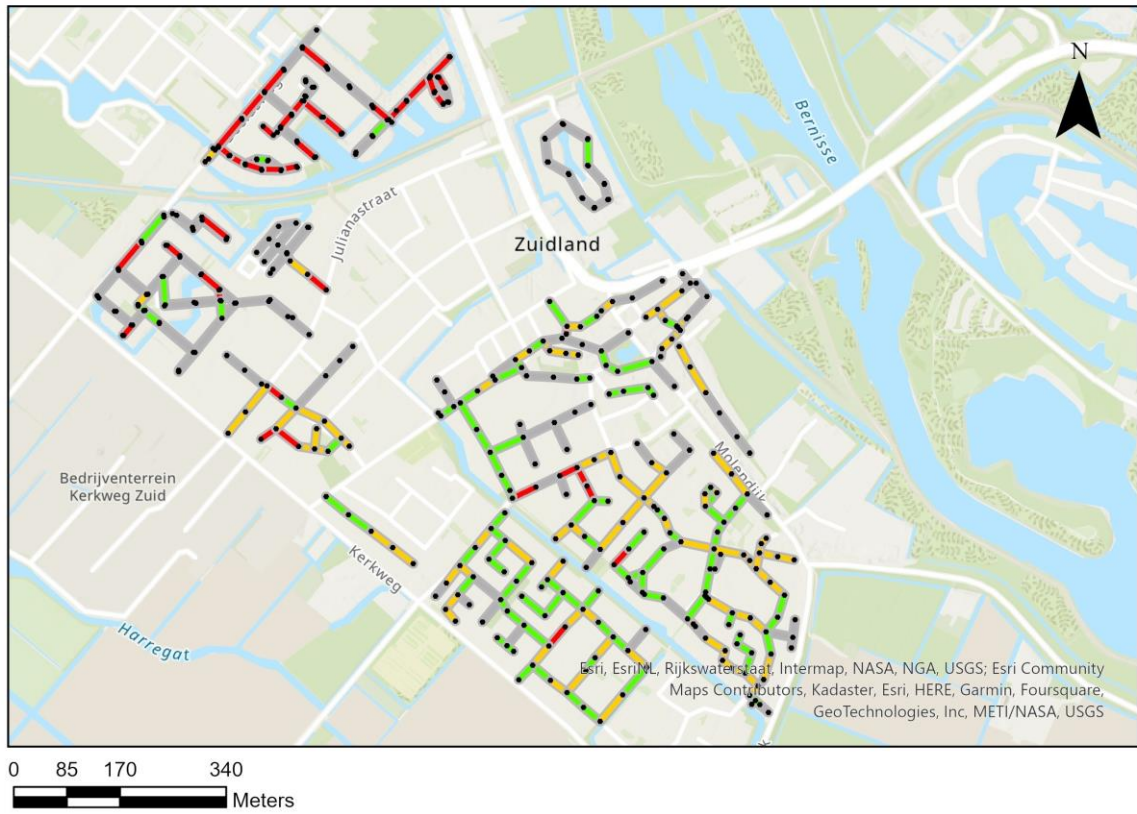 N
Bernisse
Julianastraat
Zuidland
Molendijk
Bedrijventerrein
Kerkweg Zuid
Kerkweg
Harregat
Esri, EsriNL, Rijkswaterstaat, Intermap, NASA, NGA, USGS; Esri Community
Maps Contributors, Kadaster, Esri, HERE, Garmin, Foursquare,
GeoTechnologies, Inc, METI/NASA, USGS
0 85 170 340
Meters